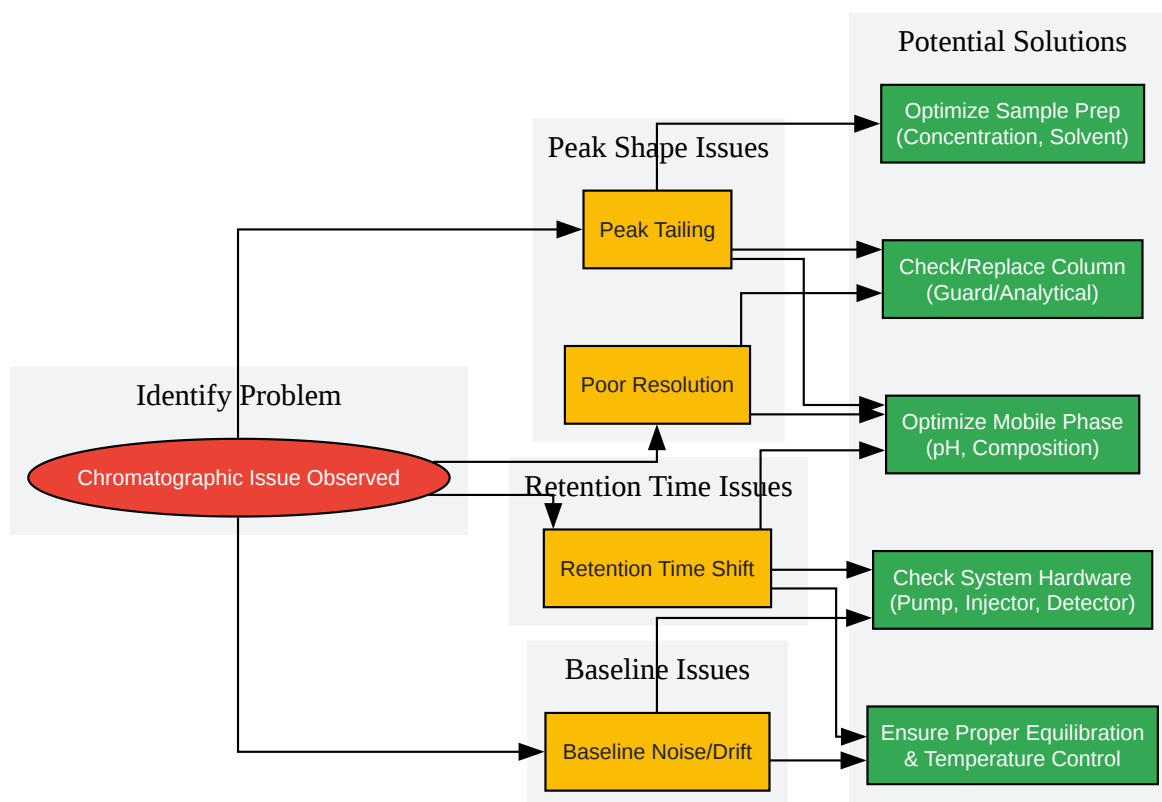 Potential Solutions
Optimize Sample Prep
(Concentration, Solvent)
Peak Shape Issues
Peak Tailing
Check/Replace Column
(Guard/Analytical)
Poor Resolution
Identify Problem
Optimize Mobile Phase
(pH, Composition)
Chromatographic Issue Observed
Retention Time Issues
Retention Time Shift
Check System Hardware
(Pump, Injector, Detector)
Baseline Issues
Baseline Noise/Drift
Ensure Proper Equilibration
& Temperature Control